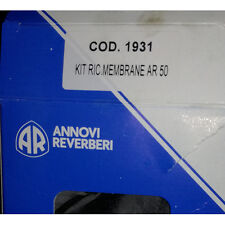 COD. 1931
KIT RIC.MEMBRANE AR 50
AR ANNOVI
REVERBERI